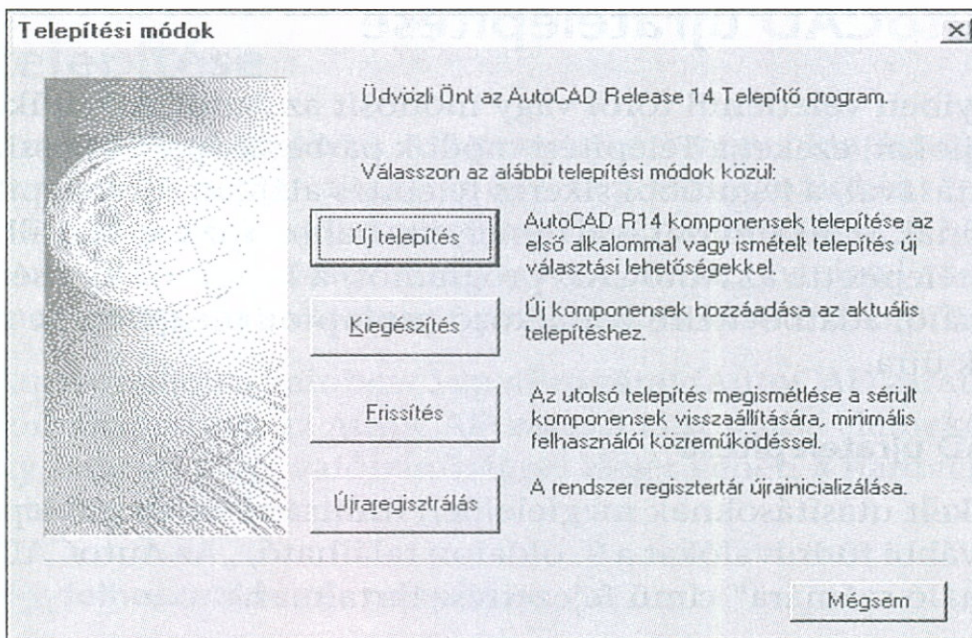 Telepítési módok
Üdvözli Önt az AutoCAD Release 14 Telepítő program.
Válasszon az alábbi telepítési módok közül:
Új telepítés
AutoCAD R14 komponensek telepítése az
első alkalommal vagy ismételt telepítés új
választási lehetőségekkel.
Kiegészítés
Új komponensek hozzáadása az aktuális
telepítéshez.
Frissítés
Az utolsó telepítés megismétlése a sérült
komponensek visszaállítására, minimális
felhasználói közreműködéssel.
Újraregisztrálás
A rendszer regisztertár újrainicializálása.
Mégsem